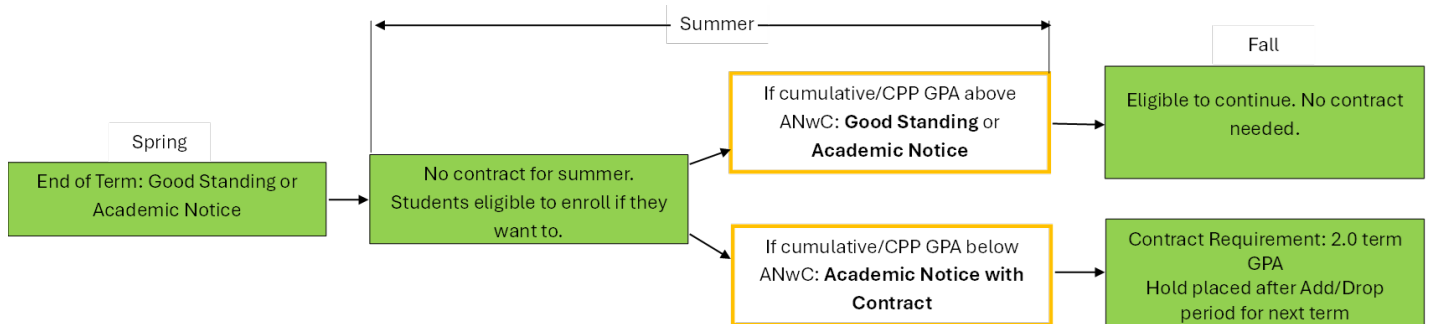 Summer
Fall
Spring
End of Term: Good Standing or
Academic Notice
No contract for summer.
Students eligible to enroll if they
want to.
If cumulative/CPP GPA above
ANwC: Good Standing or
Academic Notice
Eligible to continue. No contract
needed.
If cumulative/CPP GPA below
ANwC: Academic Notice with
Contract
Contract Requirement: 2.0 term
GPA
Hold placed after Add/Drop
period for next term